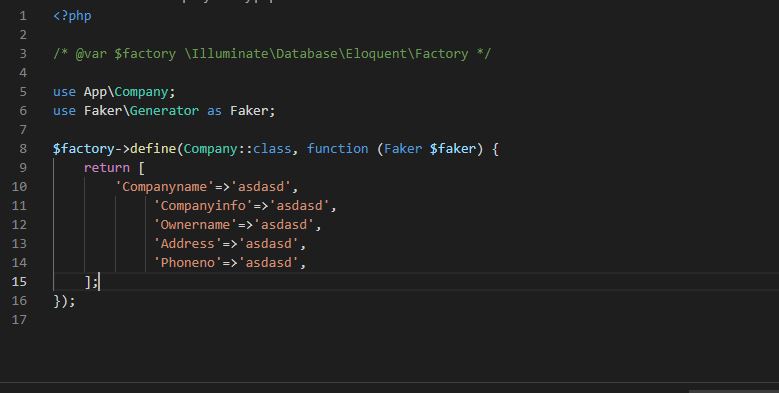 1 <?php
2
3 /* @var $factory \Illuminate\Database\Eloquent\Factory */
4
5 use App\Company;
6 use Faker\Generator as Faker;
7
8 $factory->define(Company::class, function (Faker $faker) {
9     return [
10         'Companyname'=>'asdasd',
11              'Companyinfo'=>'asdasd',
12              'Ownername'=>'asdasd',
13              'Address'=>'asdasd',
14              'Phoneno'=>'asdasd',
15     ];
16 });
17